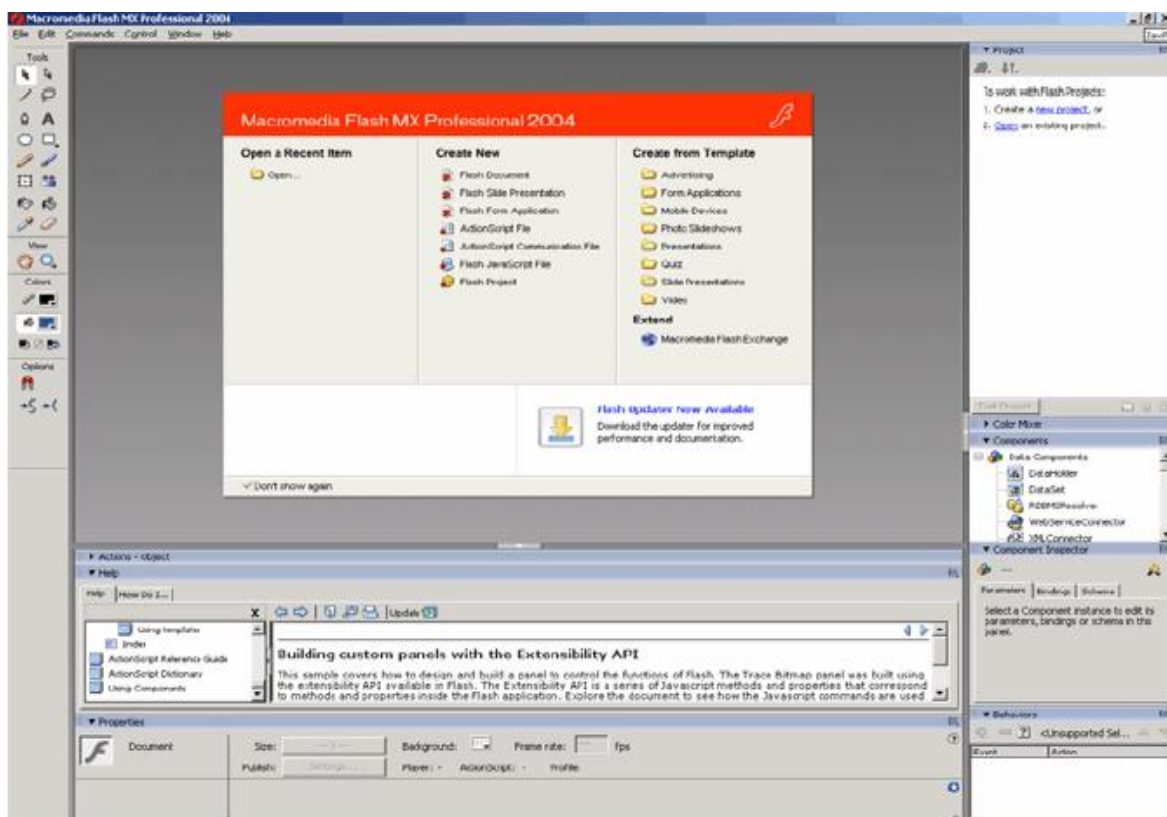 Macromedia Flash MX Professional 2004
File Edit Commands Control Window Help
Tools
View
Colors
Options
Macromedia Flash MX Professional 2004
Open a Recent Item
Open...
Create New
Flash Document
Flash Slide Presentation
Flash Form Application
ActionScript File
ActionScript Communication File
Flash JavaScript File
Flash Project
Create from Template
Advertising
Form Applications
Mobile Devices
Photo Slideshows
Presentations
Quiz
Slide Presentations
Video
Extend
Macromedia Flash Exchange
Flash Updater Now Available
Download the updater for improved
performance and documentation.
Don't show again
Project
To work with Flash Projects:
1. Create a new project, or
2. Open an existing project.
Test Project
Color Mixer
Components
Data Components
DataHolder
DataSet
RDBMSResolver
WebServiceConnector
XMLConnector
Component Inspector
Parameters Bindings Schema
Select a Component instance to edit its
parameters, bindings or schema in this
panel.
Behaviors
<Unsupported Sel...
Event Action
Actions - Object
Help
Help How Do I...
Update
Using templates
Index
ActionScript Reference Guide
ActionScript Dictionary
Using Components
Building custom panels with the Extensibility API
This sample covers how to design and build a panel to control the functions of Flash. The Trace Bitmap panel was built using
the extensibility API available in Flash. The Extensibility API is a series of Javascript methods and properties that correspond
to methods and properties inside the Flash application. Explore the document to see how the Javascript commands are used
Properties
Document
Size: Background: Frame rate: fps
Publish: Settings... Player: ActionScript: Profile: